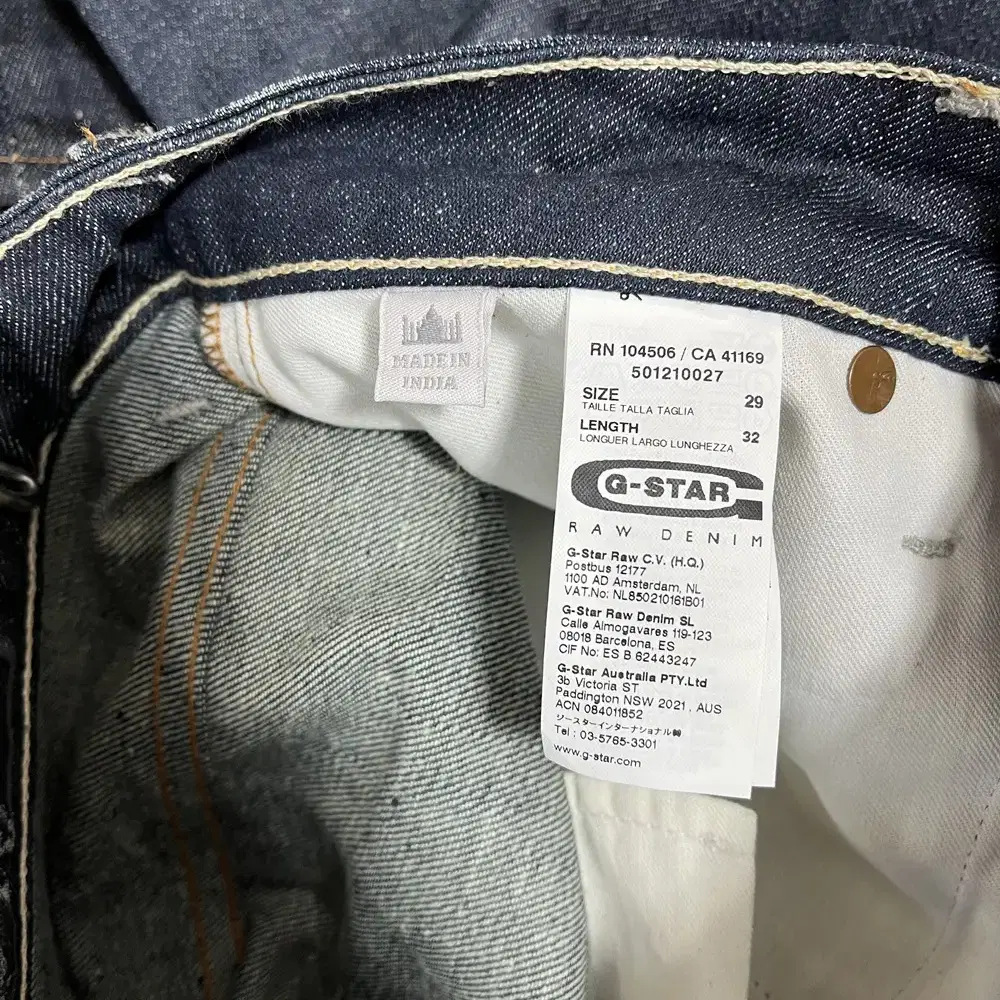 MADE IN
INDIA
RN 104506 / CA 41169
501210027
SIZE 29
TAILLE TALLA TAGLIA
LENGTH 32
LONGUER LARGO LUNGHEZZA
G-STAR
RAW DENIM
G-Star Raw C.V. (H.Q.)
Postbus 12177
1100 AD Amsterdam, NL
VAT.No: NL850210161B01
G-Star Raw Denim SL
Calle Almogavares 119-123
08018 Barcelona, ES
CIF No: ES B 62443247
G-Star Australia PTY.Ltd
3b Victoria ST
Paddington NSW 2021 , AUS
ACN 084011852
ジースターインターナショナル㈱
Tel : 03-5765-3301
www.g-star.com